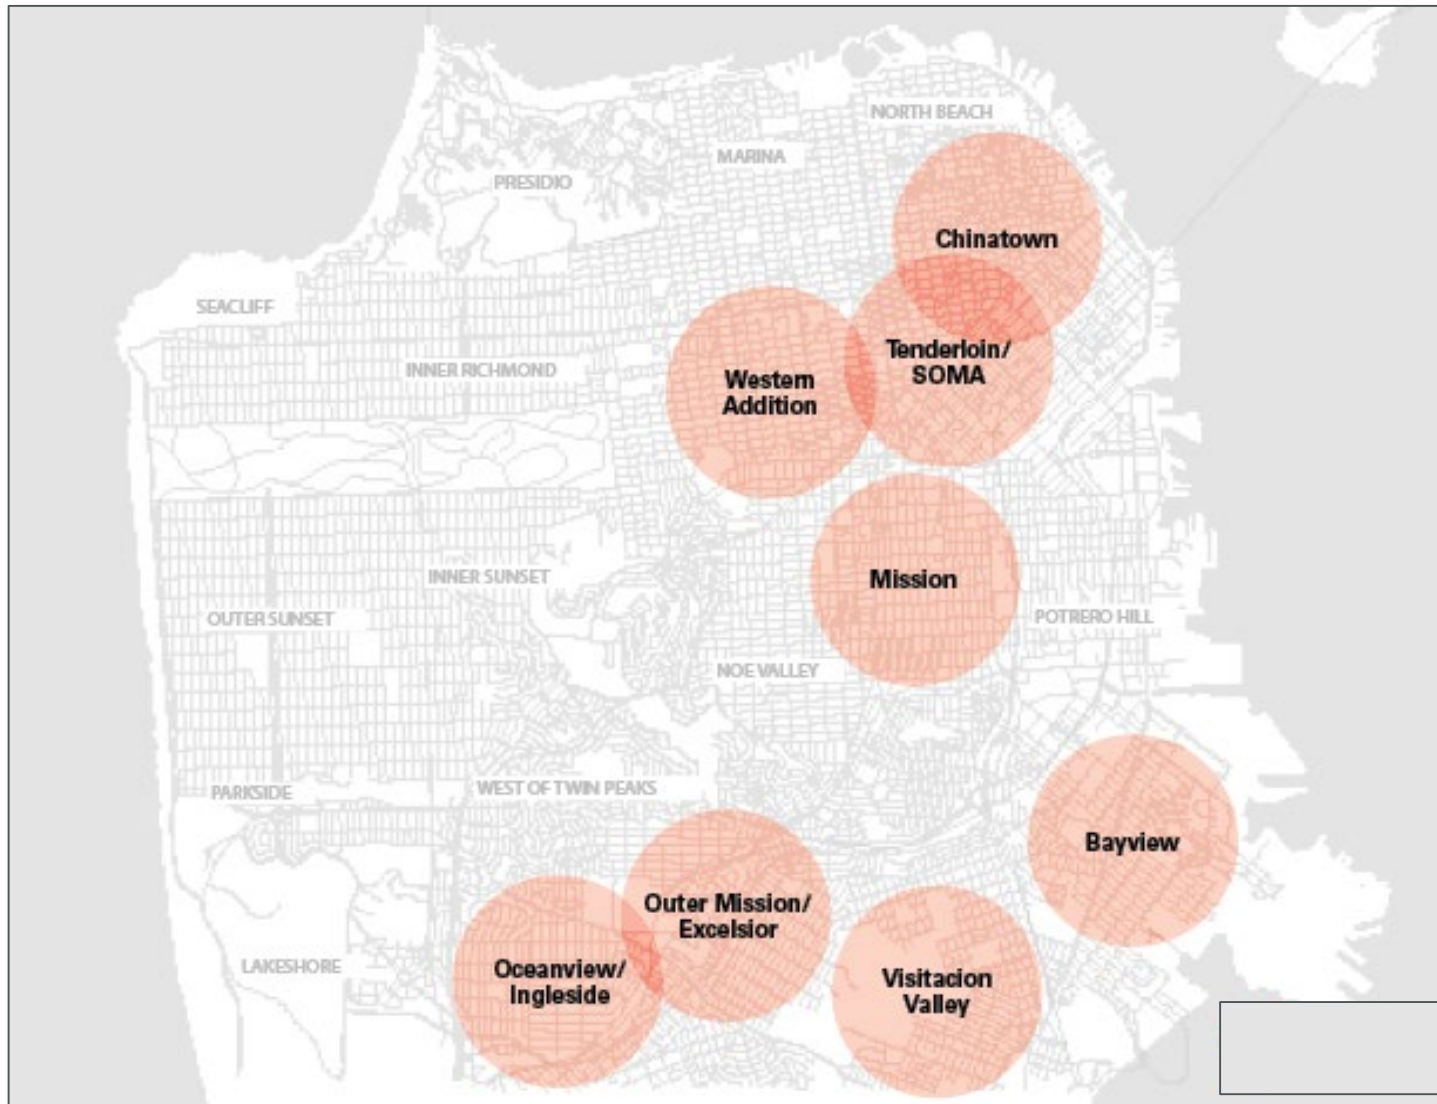 NORTH BEACH
MARINA
PRESIDIO
Chinatown
SEACLIFF
Tenderloin/
SOMA
INNER RICHMOND
Western
Addition
INNER SUNSET
Mission
OUTER SUNSET
POTRERO HILL
NOE VALLEY
WEST OF TWIN PEAKS
PARKSIDE
Bayview
Outer Mission/
Excelsior
LAKESHORE
Oceanview/
Ingleside
Visitacion
Valley